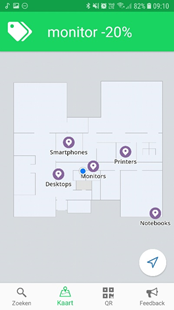 82% 09:10
monitor -20%
Smartphones
Printers
Monitors
Desktops
Notebooks
Zoeken
Kaart
QR
Feedback